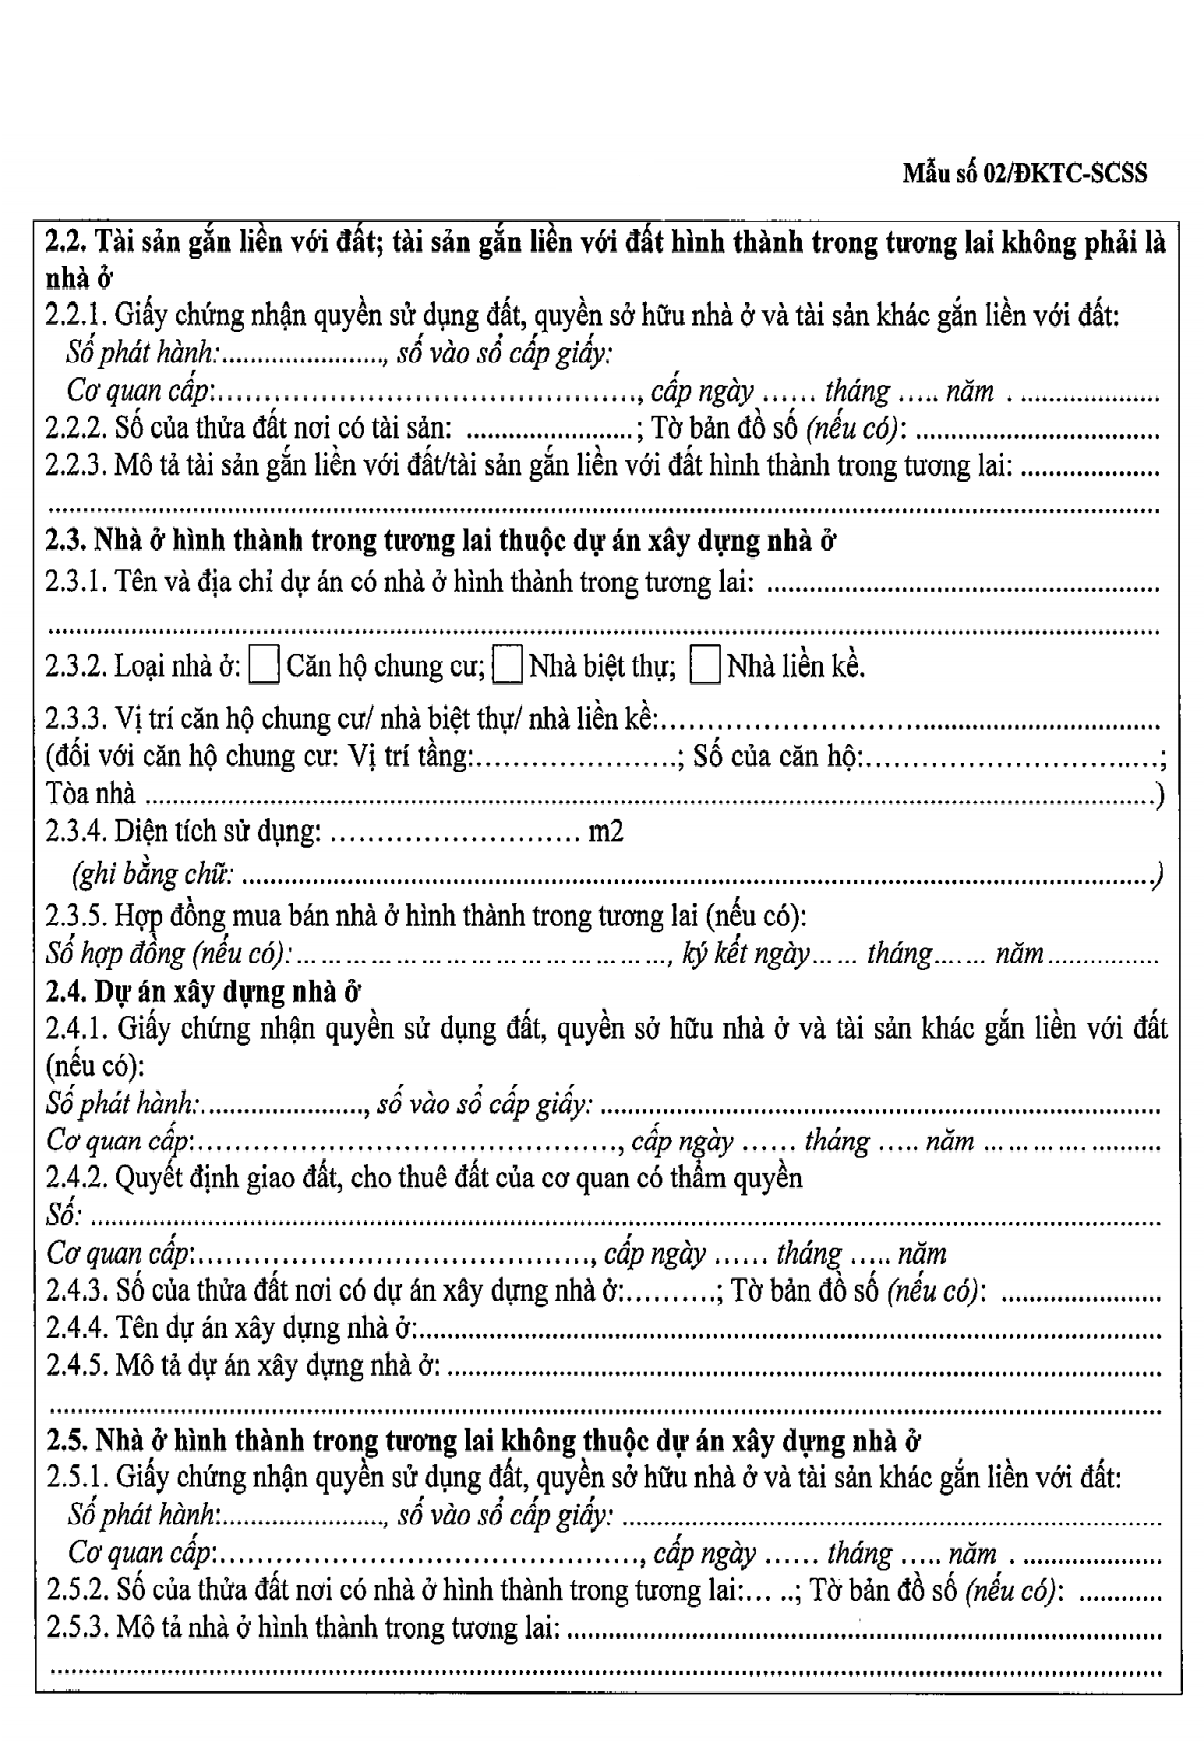 Mẫu số 02/ĐKTC-SCSS
2.2. Tài sản gắn liền với đất; tài sản gắn liền với đất hình thành trong tương lai không phải là
nhà ở
2.2.1. Giấy chứng nhận quyền sử dụng đất, quyền sở hữu nhà ở và tài sản khác gắn liền với đất:
Số phát hành:......................., số vào sổ cấp giấy:
Cơ quan cấp:............................................., cấp ngày ...... tháng ..... năm . .....................
2.2.2. Số của thửa đất nơi có tài sản: ........................; Tờ bản đồ số (nếu có): ...................................
2.2.3. Mô tả tài sản gắn liền với đất/tài sản gắn liền với đất hình thành trong tương lai: ....................
................................................................................................................................
2.3. Nhà ở hình thành trong tương lai thuộc dự án xây dựng nhà ở
2.3.1. Tên và địa chỉ dự án có nhà ở hình thành trong tương lai: .........................................................
................................................................................................................................
2.3.2. Loại nhà ở: □ Căn hộ chung cư; □ Nhà biệt thự; □ Nhà liền kề.
2.3.3. Vị trí căn hộ chung cư/ nhà biệt thự/ nhà liền kề:.....................................................................
(đối với căn hộ chung cư: Vị trí tầng:......................; Số của căn hộ:................................;
Tòa nhà ...................................................................................................................................)
2.3.4. Diện tích sử dụng: ........................... m2
(ghi bằng chữ: .........................................................................................................................)
2.3.5. Hợp đồng mua bán nhà ở hình thành trong tương lai (nếu có):
Số hợp đồng (nếu có):............................................, ký kết ngày...... tháng....... năm................
2.4. Dự án xây dựng nhà ở
2.4.1. Giấy chứng nhận quyền sử dụng đất, quyền sở hữu nhà ở và tài sản khác gắn liền với đất
(nếu có):
Số phát hành:......................., số vào sổ cấp giấy: .................................................................................
Cơ quan cấp:............................................., cấp ngày ...... tháng ..... năm .........................
2.4.2. Quyết định giao đất, cho thuê đất của cơ quan có thẩm quyền
Số: ................................................................................................................................
Cơ quan cấp:.........................................., cấp ngày ...... tháng ..... năm
2.4.3. Số của thửa đất nơi có dự án xây dựng nhà ở:..........; Tờ bản đồ số (nếu có): .......................
2.4.4. Tên dự án xây dựng nhà ở:............................................................................................................
2.4.5. Mô tả dự án xây dựng nhà ở: ........................................................................................................
................................................................................................................................
2.5. Nhà ở hình thành trong tương lai không thuộc dự án xây dựng nhà ở
2.5.1. Giấy chứng nhận quyền sử dụng đất, quyền sở hữu nhà ở và tài sản khác gắn liền với đất:
Số phát hành:......................., số vào sổ cấp giấy: ..............................................................................
Cơ quan cấp:............................................., cấp ngày ...... tháng ..... năm . ....................
2.5.2. Số của thửa đất nơi có nhà ở hình thành trong tương lai:.... ..; Tờ bản đồ số (nếu có): ............
2.5.3. Mô tả nhà ở hình thành trong tương lai: .....................................................................................
................................................................................................................................